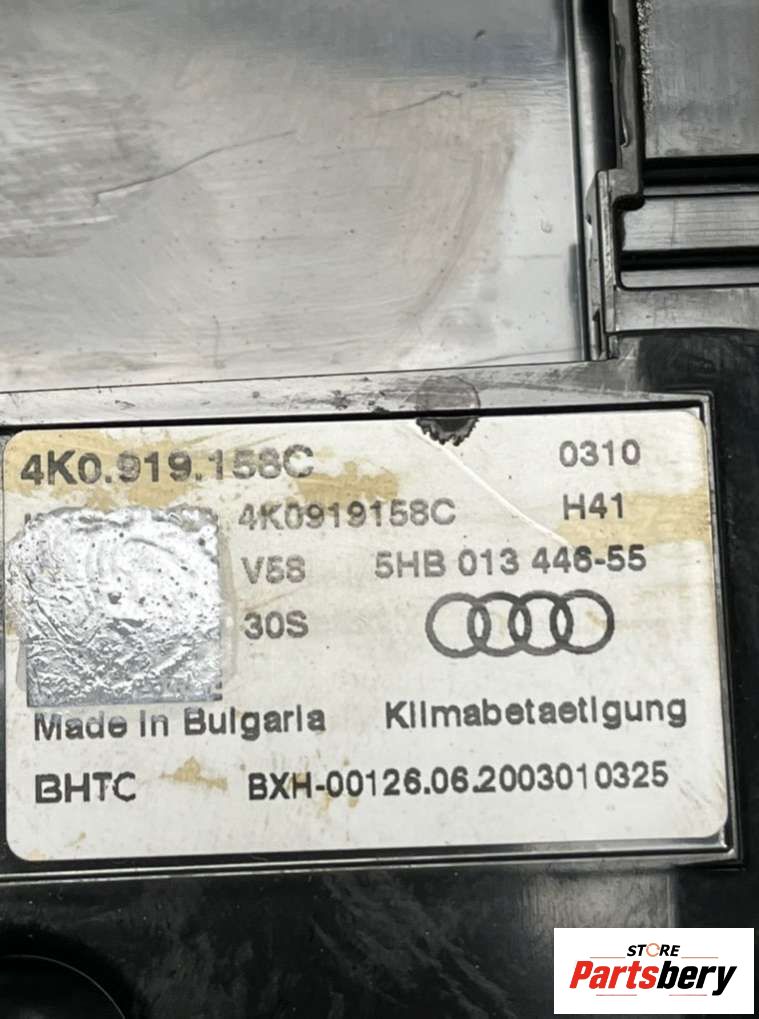 4K0.919.158C
0310
4K0919158C
H41
V58
5HB 013 446-55
30S
Made in Bulgaria
Klimabetaetigung
BHTC
BXH-00126.06.2003010325
STORE
Partsbery